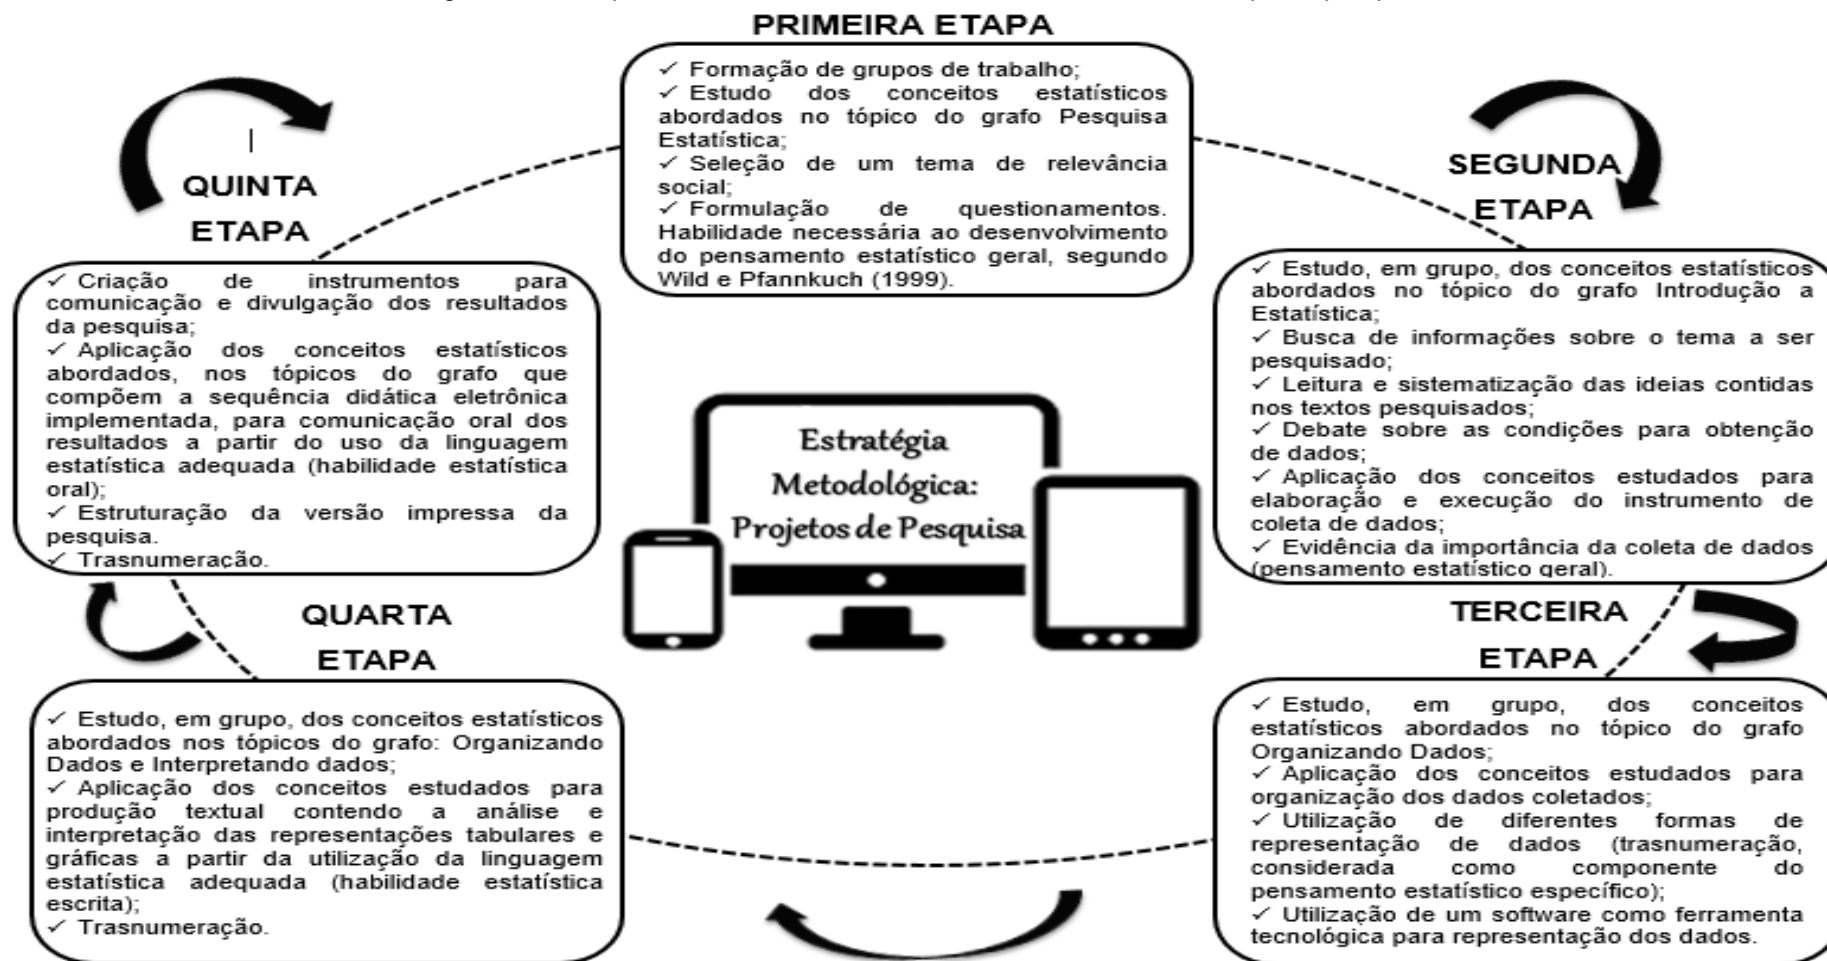 PRIMEIRA ETAPA
✓ Formação de grupos de trabalho;
✓ Estudo dos conceitos estatísticos
abordados no tópico do grafo Pesquisa
Estatística;
✓ Seleção de um tema de relevância
social;
✓ Formulação de questionamentos.
Habilidade necessária ao desenvolvimento
do pensamento estatístico geral, segundo
Wild e Pfannkuch (1999).
SEGUNDA
ETAPA
✓ Estudo, em grupo, dos conceitos estatísticos
abordados no tópico do grafo Introdução a
Estatística;
✓ Busca de informações sobre o tema a ser
pesquisado;
✓ Leitura e sistematização das ideias contidas
nos textos pesquisados;
✓ Debate sobre as condições para obtenção
de dados;
✓ Aplicação dos conceitos estudados para
elaboração e execução do instrumento de
coleta de dados;
✓ Evidência da importância da coleta de dados
(pensamento estatístico geral).
TERCEIRA
ETAPA
✓ Estudo, em grupo, dos conceitos
estatísticos abordados no tópico do grafo
Organizando Dados;
✓ Aplicação dos conceitos estudados para
organização dos dados coletados;
✓ Utilização de diferentes formas de
representação de dados (trasnumeração,
considerada como componente do
pensamento estatístico específico);
✓ Utilização de um software como ferramenta
tecnológica para representação dos dados.
QUARTA
ETAPA
✓ Estudo, em grupo, dos conceitos estatísticos
abordados nos tópicos do grafo: Organizando
Dados e Interpretando dados;
✓ Aplicação dos conceitos estudados para
produção textual contendo a análise e
interpretação das representações tabulares e
gráficas a partir da utilização da linguagem
estatística adequada (habilidade estatística
escrita);
✓ Trasnumeração.
QUINTA
ETAPA
✓ Criação de instrumentos para
comunicação e divulgação dos resultados
da pesquisa;
✓ Aplicação dos conceitos estatísticos
abordados, nos tópicos do grafo que
compõem a sequência didática eletrônica
implementada, para comunicação oral dos
resultados a partir do uso da linguagem
estatística adequada (habilidade estatística
oral);
✓ Estruturação da versão impressa da
pesquisa.
✓ Trasnumeração.
Estratégia
Metodológica:
Projetos de Pesquisa